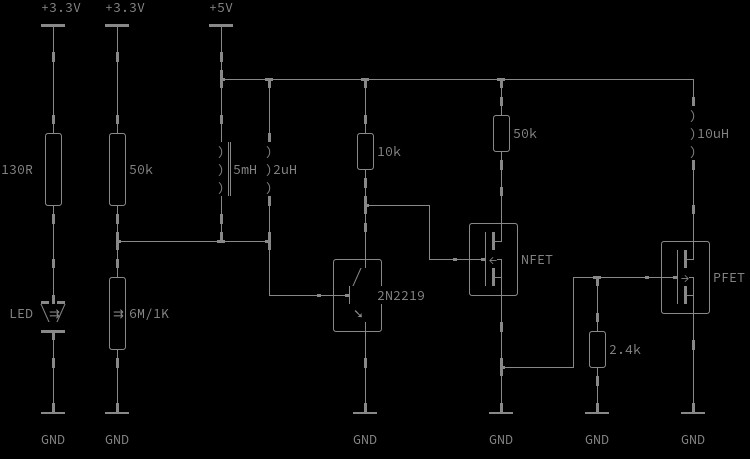 +3.3V +3.3V +5V
130R 50k 5mH 2uH 10k 50k 10uH
NFET PFET
LED 6M/1K 2N2219
2.4k
GND GND GND GND GND GND